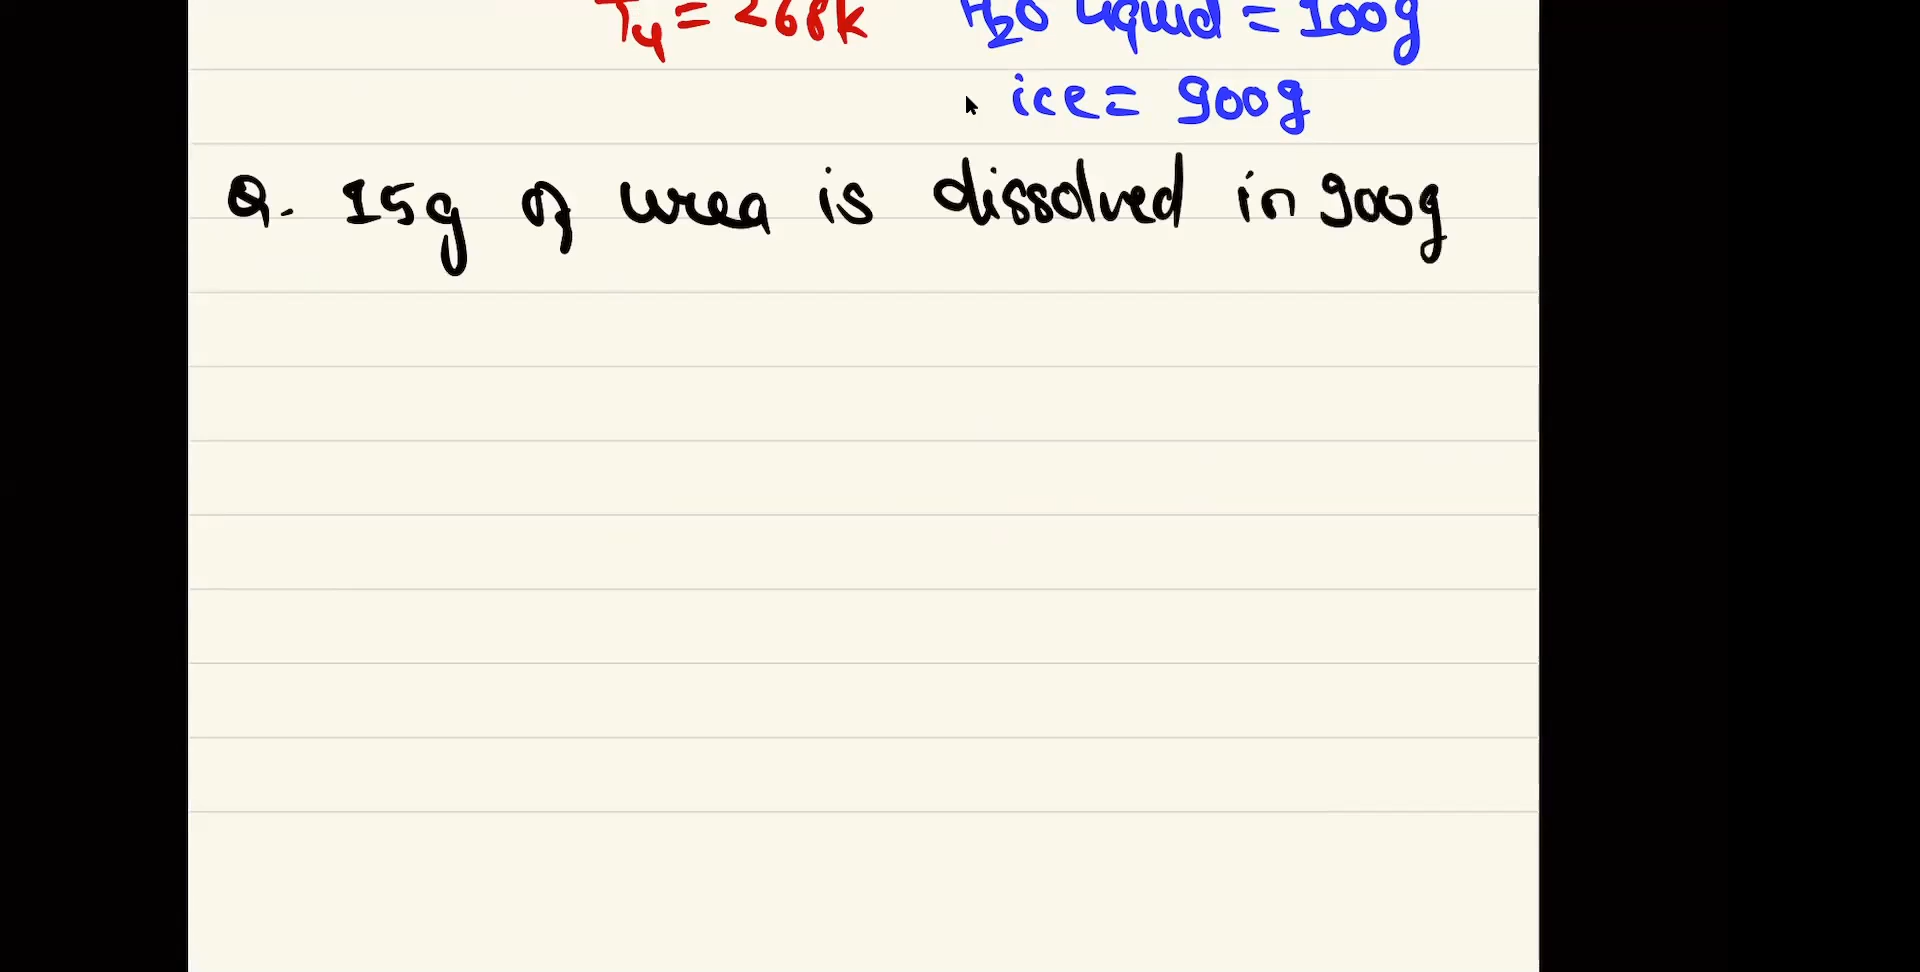 T4 = 268k H2O liquid = 100g
ice = 900g
Q. 15g of urea is dissolved in 900g